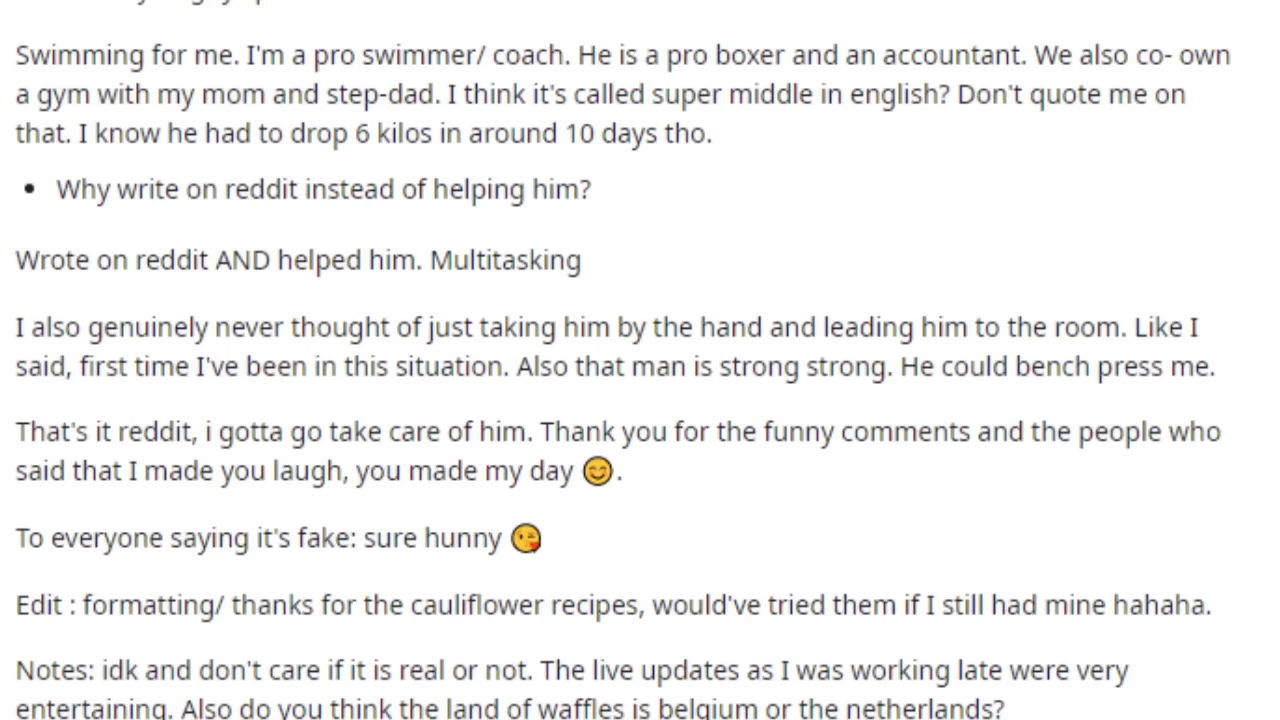 Swimming for me. I'm a pro swimmer/ coach. He is a pro boxer and an accountant. We also co- own
a gym with my mom and step-dad. I think it's called super middle in english? Don't quote me on
that. I know he had to drop 6 kilos in around 10 days tho.
• Why write on reddit instead of helping him?
Wrote on reddit AND helped him. Multitasking
I also genuinely never thought of just taking him by the hand and leading him to the room. Like I
said, first time I've been in this situation. Also that man is strong strong. He could bench press me.
That's it reddit, i gotta go take care of him. Thank you for the funny comments and the people who
said that I made you laugh, you made my day 😊.
To everyone saying it's fake: sure hunny 😘
Edit : formatting/ thanks for the cauliflower recipes, would've tried them if I still had mine hahaha.
Notes: idk and don't care if it is real or not. The live updates as I was working late were very
entertaining. Also do you think the land of waffles is belgium or the netherlands?